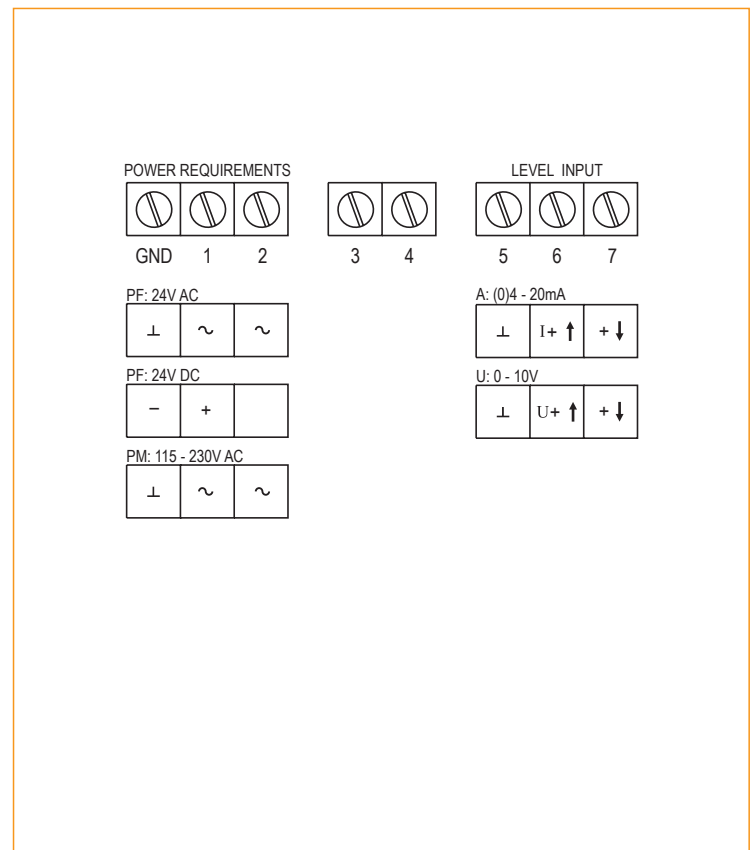 POWER REQUIREMENTS
LEVEL INPUT
GND 1 2 3 4 5 6 7
PF: 24V AC
⊥ ~ ~
A: (0)4 - 20mA
⊥ I+ ↑ + ↓
PF: 24V DC
− +
U: 0 - 10V
⊥ U+ ↑ + ↓
PM: 115 - 230V AC
⊥ ~ ~